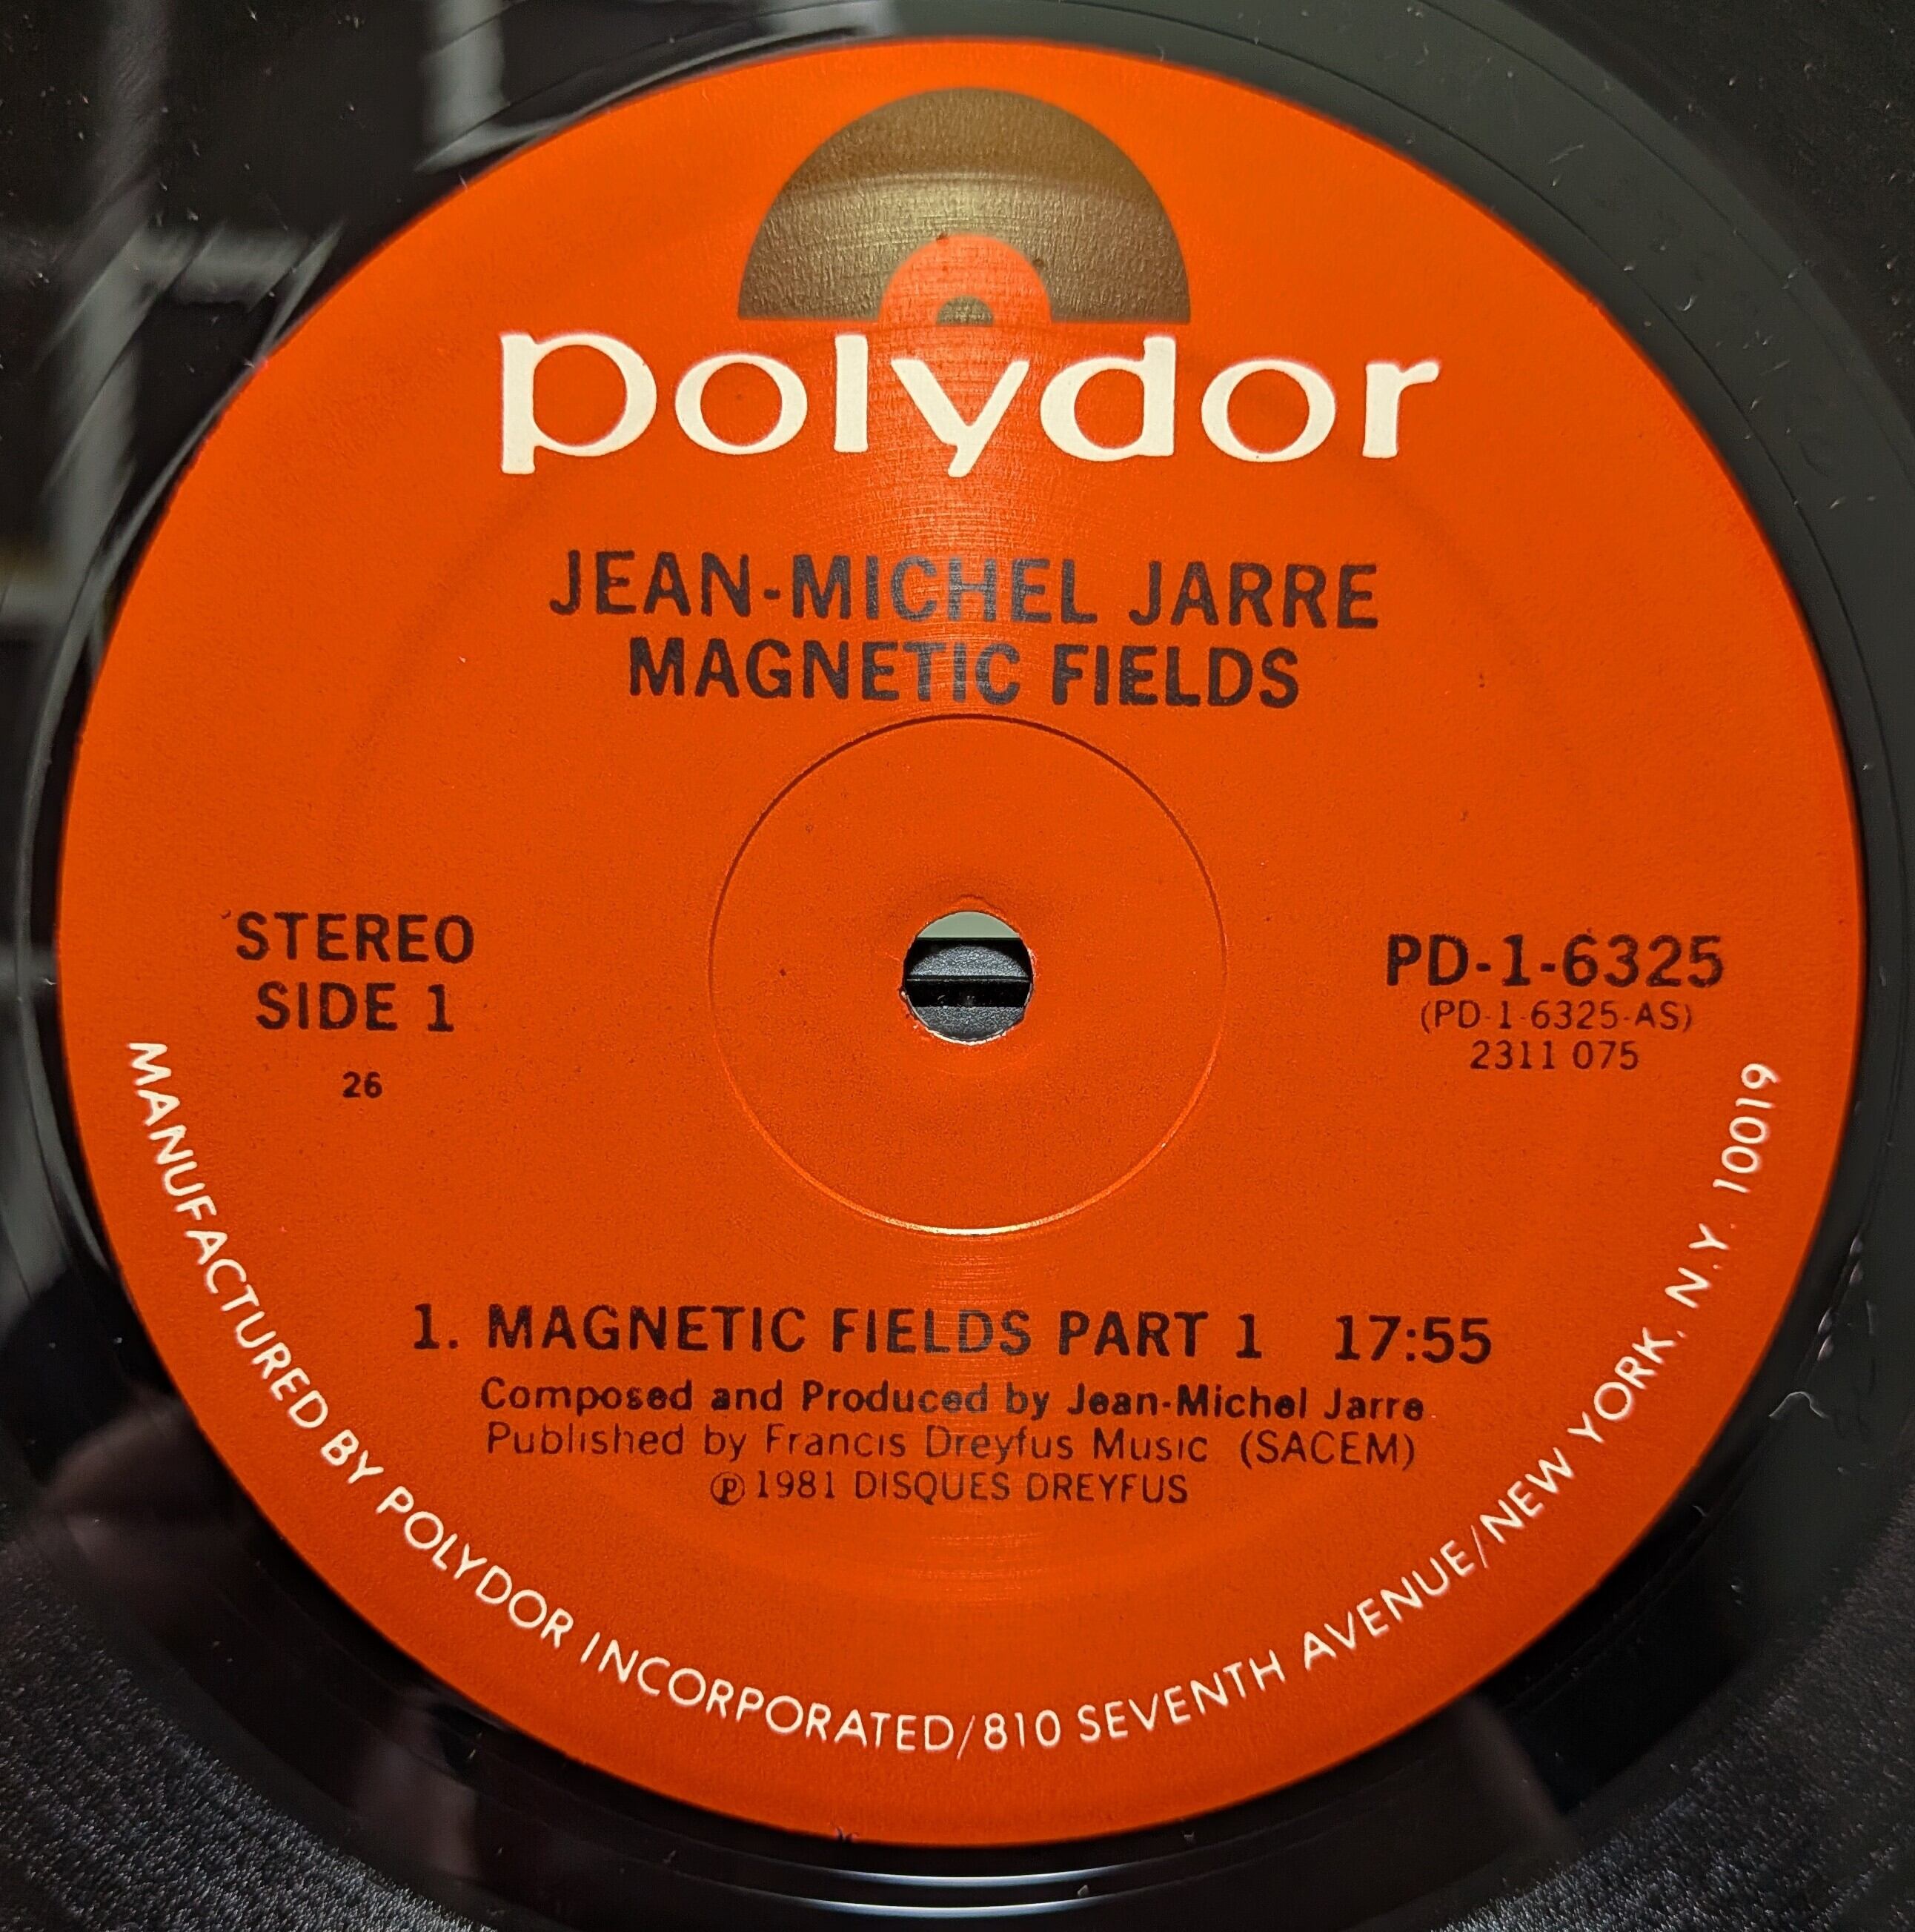 polydor
JEAN-MICHEL JARRE
MAGNETIC FIELDS
STEREO
SIDE 1
26
PD-1-6325
(PD-1-6325-AS)
2311 075
1. MAGNETIC FIELDS PART 1 17:55
Composed and Produced by Jean-Michel Jarre
Published by Francis Dreyfus Music (SACEM)
℗ 1981 DISQUES DREYFUS
MANUFACTURED BY POLYDOR INCORPORATED/810 SEVENTH AVENUE/NEW YORK, N.Y. 10019